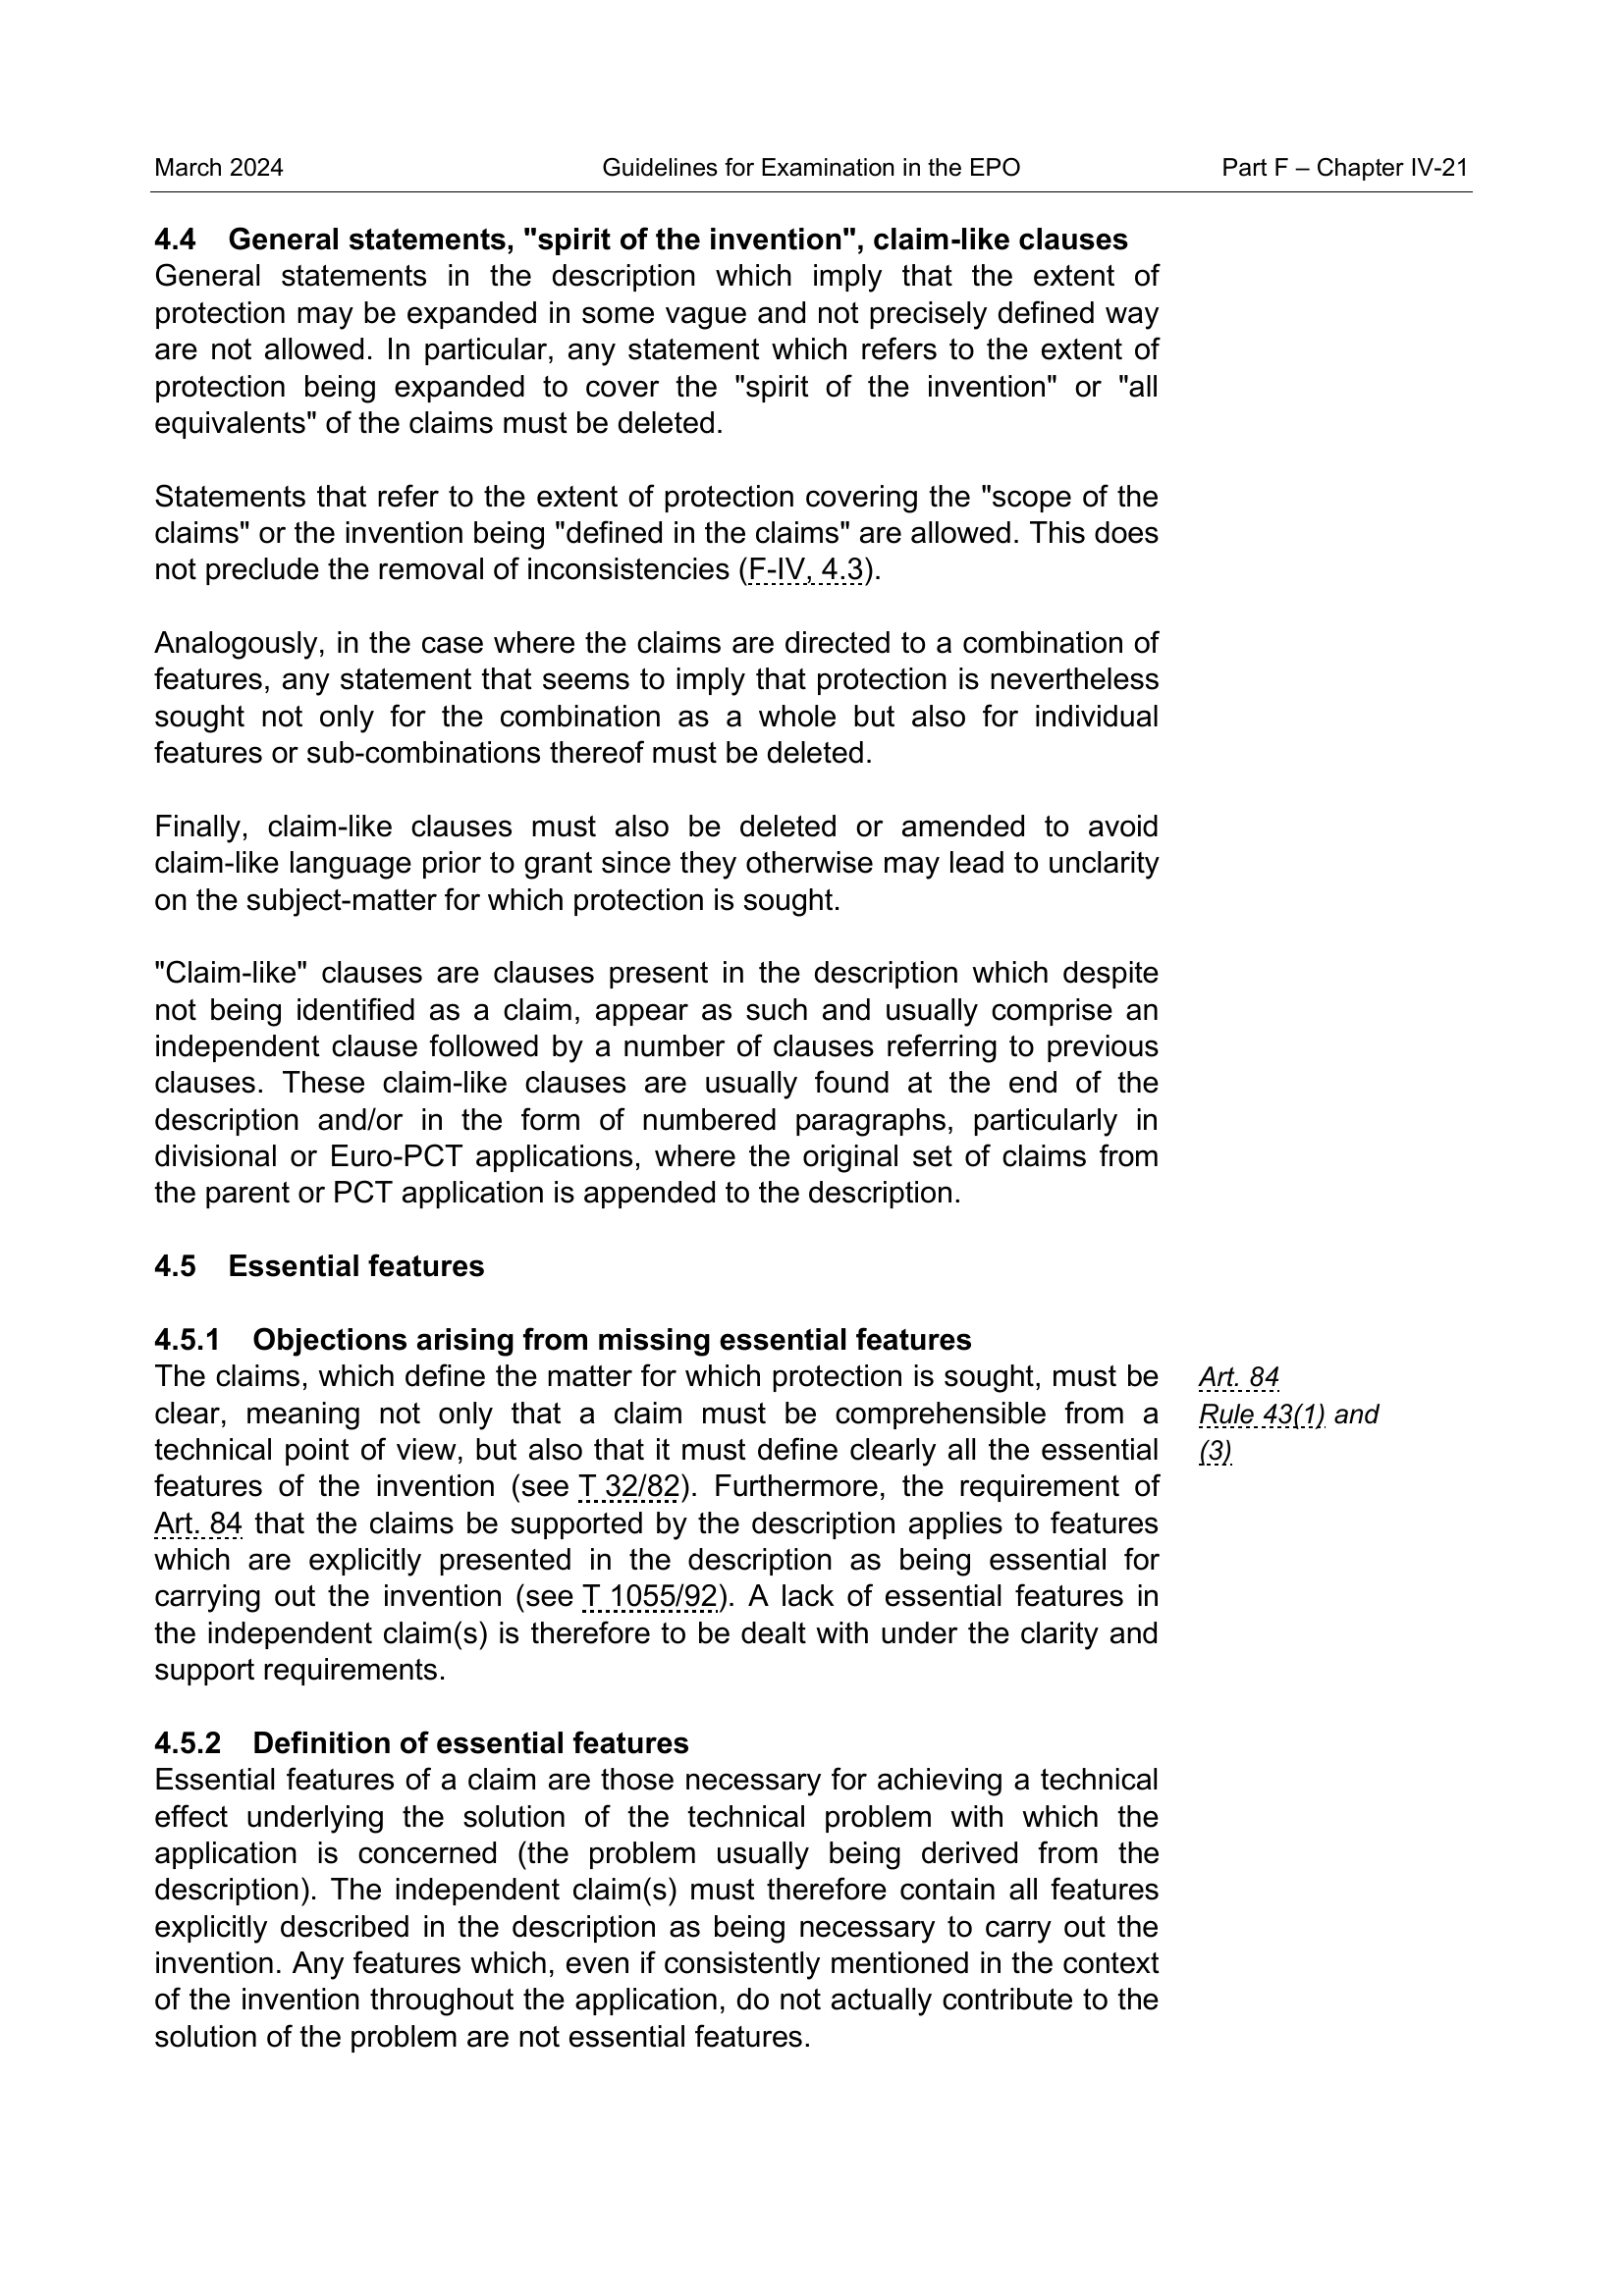 March 2024 Guidelines for Examination in the EPO Part F – Chapter IV-21
4.4 General statements, "spirit of the invention", claim-like clauses
General statements in the description which imply that the extent of
protection may be expanded in some vague and not precisely defined way
are not allowed. In particular, any statement which refers to the extent of
protection being expanded to cover the "spirit of the invention" or "all
equivalents" of the claims must be deleted.
Statements that refer to the extent of protection covering the "scope of the
claims" or the invention being "defined in the claims" are allowed. This does
not preclude the removal of inconsistencies (F-IV, 4.3).
Analogously, in the case where the claims are directed to a combination of
features, any statement that seems to imply that protection is nevertheless
sought not only for the combination as a whole but also for individual
features or sub-combinations thereof must be deleted.
Finally, claim-like clauses must also be deleted or amended to avoid
claim-like language prior to grant since they otherwise may lead to unclarity
on the subject-matter for which protection is sought.
"Claim-like" clauses are clauses present in the description which despite
not being identified as a claim, appear as such and usually comprise an
independent clause followed by a number of clauses referring to previous
clauses. These claim-like clauses are usually found at the end of the
description and/or in the form of numbered paragraphs, particularly in
divisional or Euro-PCT applications, where the original set of claims from
the parent or PCT application is appended to the description.
4.5 Essential features
4.5.1 Objections arising from missing essential features
The claims, which define the matter for which protection is sought, must be
clear, meaning not only that a claim must be comprehensible from a
technical point of view, but also that it must define clearly all the essential
features of the invention (see T 32/82). Furthermore, the requirement of
Art. 84 that the claims be supported by the description applies to features
which are explicitly presented in the description as being essential for
carrying out the invention (see T 1055/92). A lack of essential features in
the independent claim(s) is therefore to be dealt with under the clarity and
support requirements.
Art. 84
Rule 43(1) and
(3)
4.5.2 Definition of essential features
Essential features of a claim are those necessary for achieving a technical
effect underlying the solution of the technical problem with which the
application is concerned (the problem usually being derived from the
description). The independent claim(s) must therefore contain all features
explicitly described in the description as being necessary to carry out the
invention. Any features which, even if consistently mentioned in the context
of the invention throughout the application, do not actually contribute to the
solution of the problem are not essential features.